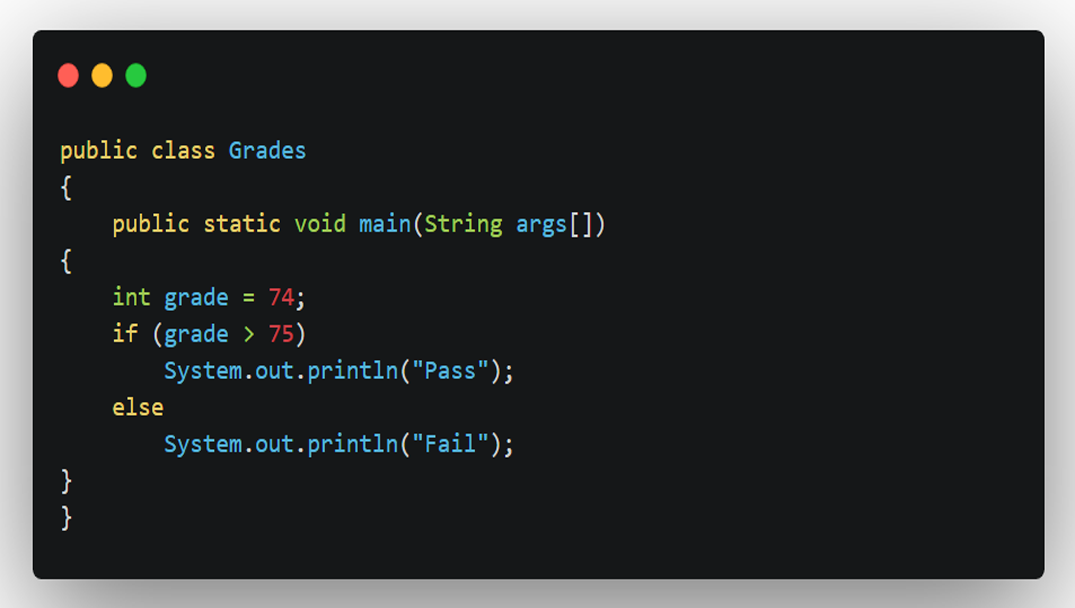 public class Grades
{
    public static void main(String args[])
{
    int grade = 74;
    if (grade > 75)
        System.out.println("Pass");
    else
        System.out.println("Fail");
}
}